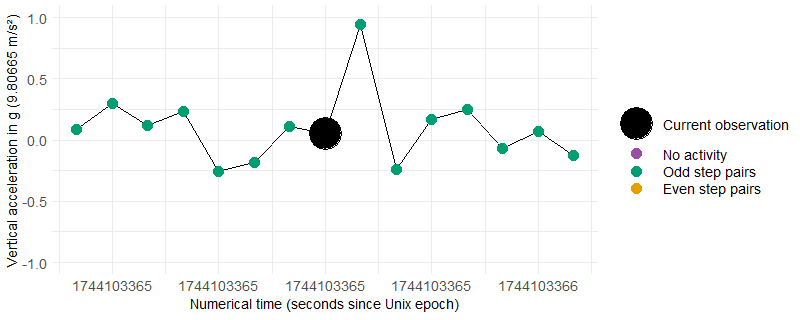 Vertical acceleration in g (9.80665 m/s²)
1.0
0.5
0.0
-0.5
-1.0
1744103365 1744103365 1744103365 1744103365 1744103366
Numerical time (seconds since Unix epoch)
Current observation
No activity
Odd step pairs
Even step pairs